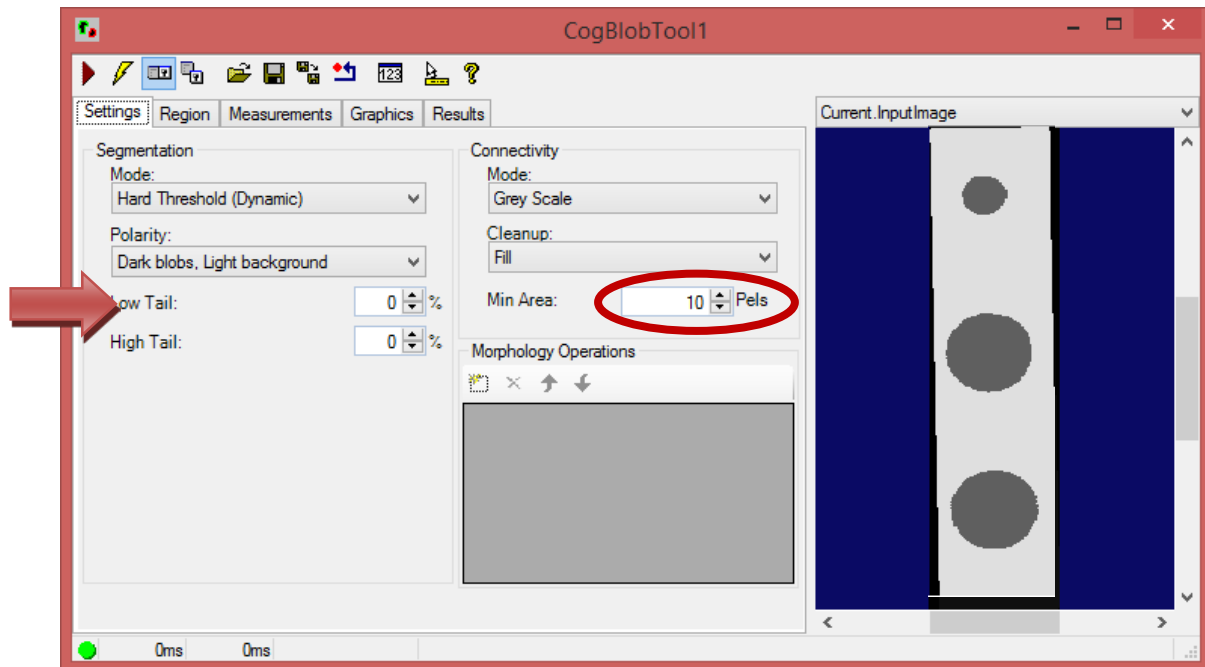 CogBlobTool1
123
Settings Region Measurements Graphics Results
Current.InputImage
Segmentation
Mode:
Hard Threshold (Dynamic)
Polarity:
Dark blobs, Light background
Low Tail: 0 %
High Tail: 0 %
Connectivity
Mode:
Grey Scale
Cleanup:
Fill
Min Area: 10 Pels
Morphology Operations
0ms 0ms